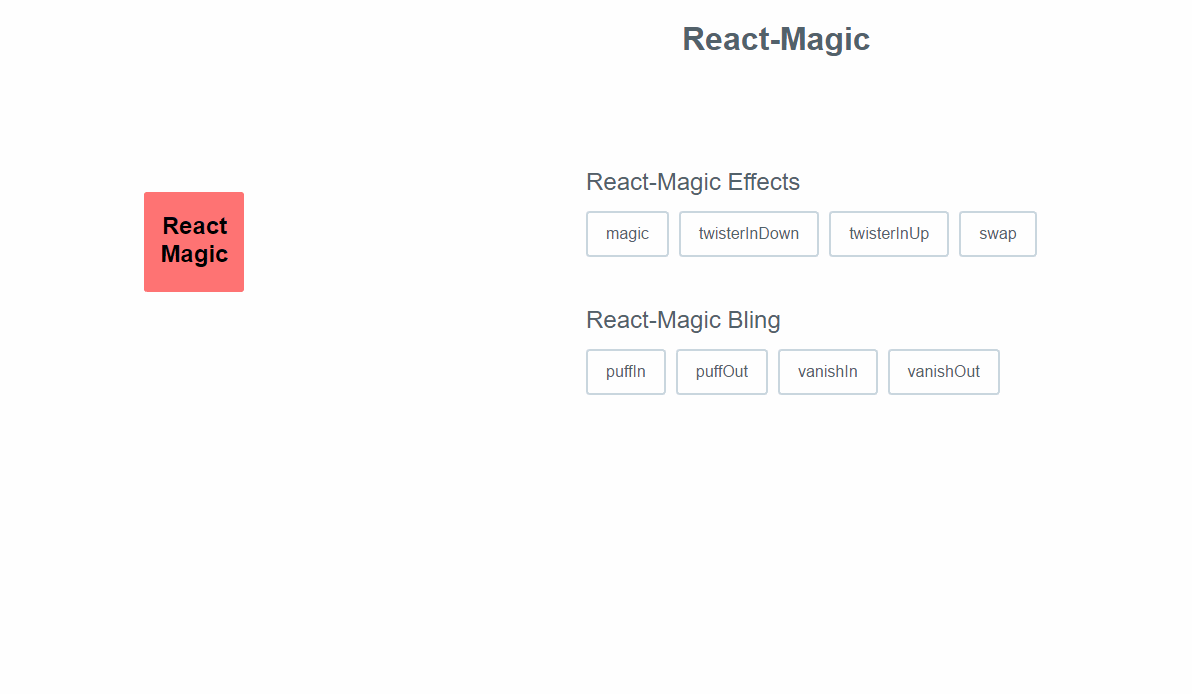 React-Magic
React
Magic
React-Magic Effects
magic
twisterInDown
twisterInUp
swap
React-Magic Bling
puffIn
puffOut
vanishIn
vanishOut